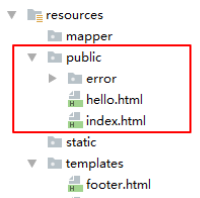 resources
mapper
public
error
hello.html
index.html
static
templates
footer.html